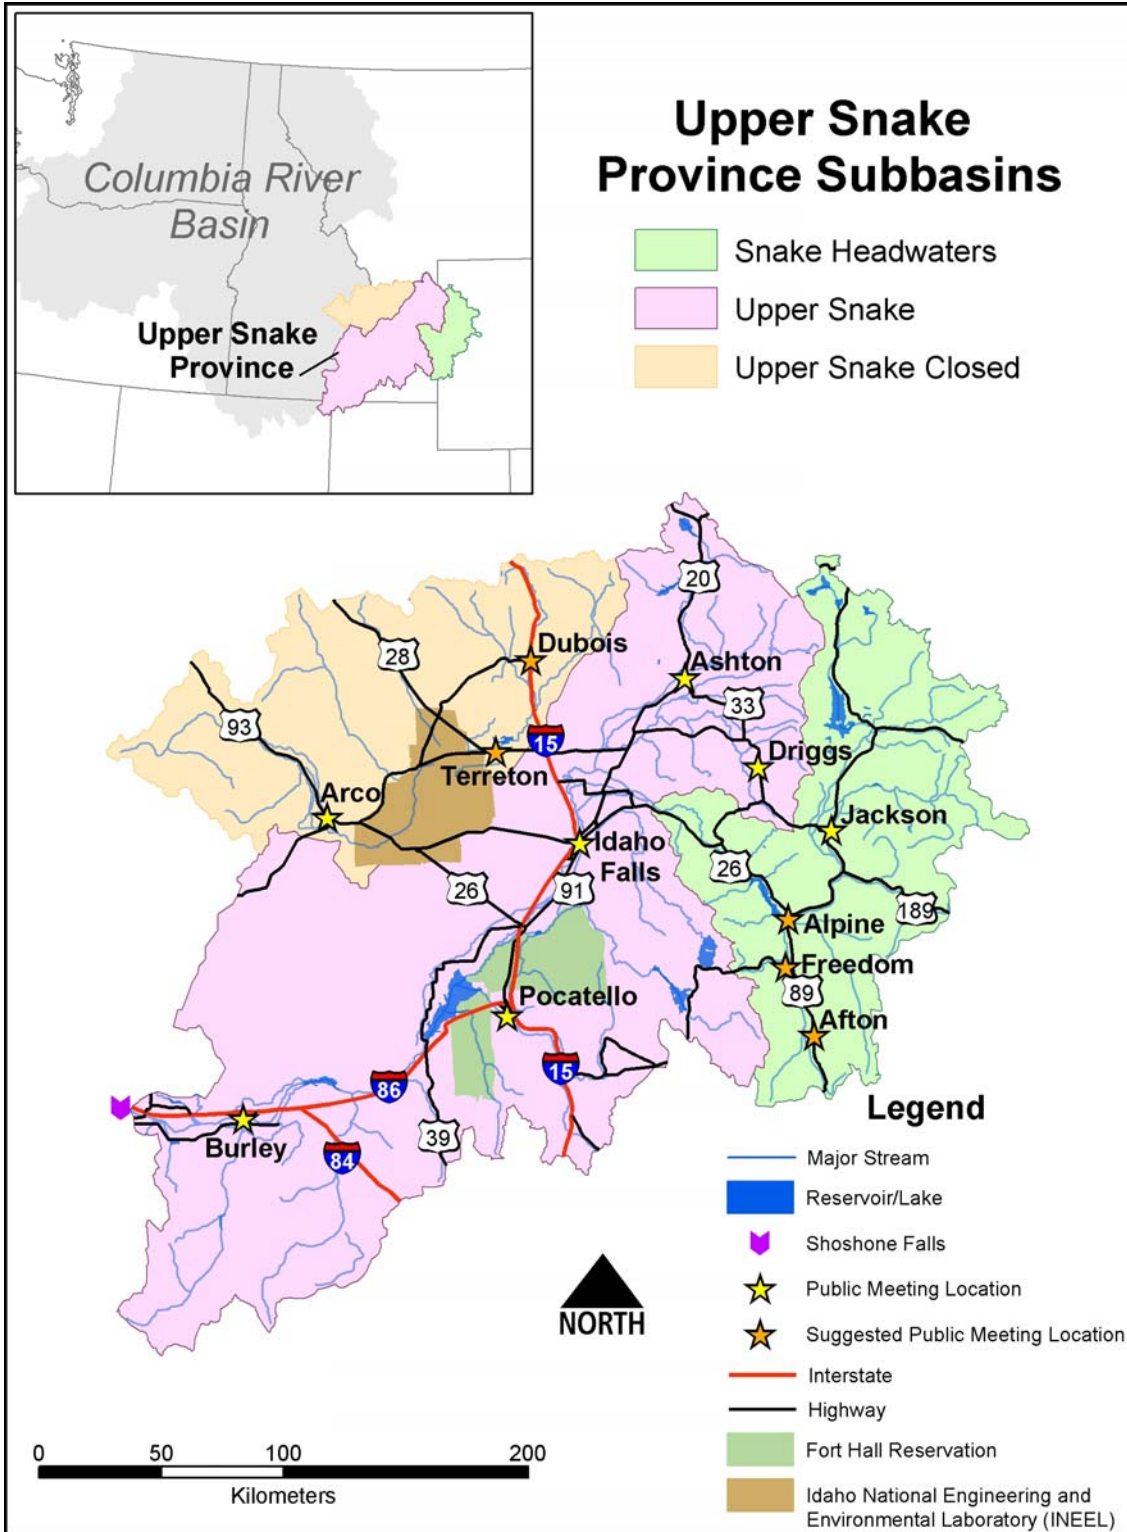 Columbia River
Basin
Upper Snake
Province
Upper Snake
Province Subbasins
Snake Headwaters
Upper Snake
Upper Snake Closed
20
Dubois
28
Ashton
33
93
15
Driggs
Terreton
Arco
Jackson
Idaho
Falls
26
26
91
189
Alpine
Freedom
89
Pocatello
Afton
15
86
39
Burley
84
Legend
Major Stream
Reservoir/Lake
Shoshone Falls
Public Meeting Location
Suggested Public Meeting Location
Interstate
Highway
Fort Hall Reservation
Idaho National Engineering and
Environmental Laboratory (INEEL)
NORTH
0 50 100 200
Kilometers